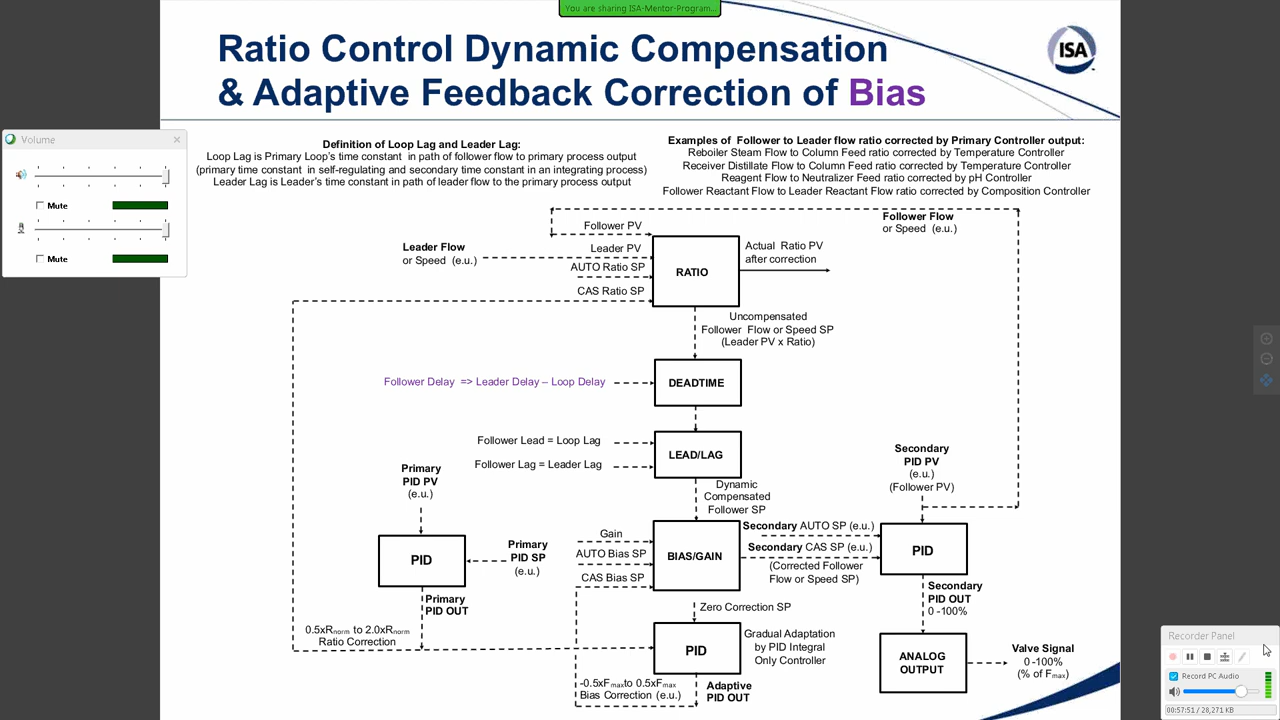 You are sharing ISA-Mentor-Program...
Ratio Control Dynamic Compensation
& Adaptive Feedback Correction of Bias
ISA
Volume
Mute
Mute
Definition of Loop Lag and Leader Lag:
Loop Lag is Primary Loop's time constant in path of follower flow to primary process output
(primary time constant in self-regulating and secondary time constant in an integrating process)
Leader Lag is Leader's time constant in path of leader flow to the primary process output
Examples of Follower to Leader flow ratio corrected by Primary Controller output:
Reboiler Steam Flow to Column Feed ratio corrected by Temperature Controller
Receiver Distillate Flow to Column Feed ratio corrected by Temperature Controller
Reagent Flow to Neutralizer Feed ratio corrected by pH Controller
Follower Reactant Flow to Leader Reactant Flow ratio corrected by Composition Controller
Follower Flow
or Speed (e.u.)
Follower PV
Leader Flow
or Speed (e.u.)
Leader PV
AUTO Ratio SP
CAS Ratio SP
RATIO
Actual Ratio PV
after correction
Uncompensated
Follower Flow or Speed SP
(Leader PV x Ratio)
Follower Delay => Leader Delay – Loop Delay
DEADTIME
Follower Lead = Loop Lag
Follower Lag = Leader Lag
LEAD/LAG
Dynamic
Compensated
Follower SP
Primary
PID PV
(e.u.)
Secondary
PID PV
(e.u.)
(Follower PV)
PID
Primary
PID SP
(e.u.)
Gain
AUTO Bias SP
CAS Bias SP
BIAS/GAIN
Secondary AUTO SP (e.u.)
Secondary CAS SP (e.u.)
(Corrected Follower
Flow or Speed SP)
PID
Primary
PID OUT
Secondary
PID OUT
0 -100%
Zero Correction SP
0.5xRnorm to 2.0xRnorm
Ratio Correction
PID
Gradual Adaptation
by PID Integral
Only Controller
ANALOG
OUTPUT
Valve Signal
0 -100%
(% of Fmax)
-0.5xFmaxto 0.5xFmax
Bias Correction (e.u.)
Adaptive
PID OUT
Recorder Panel
Record PC Audio
00:57:51 / 28,271 KB